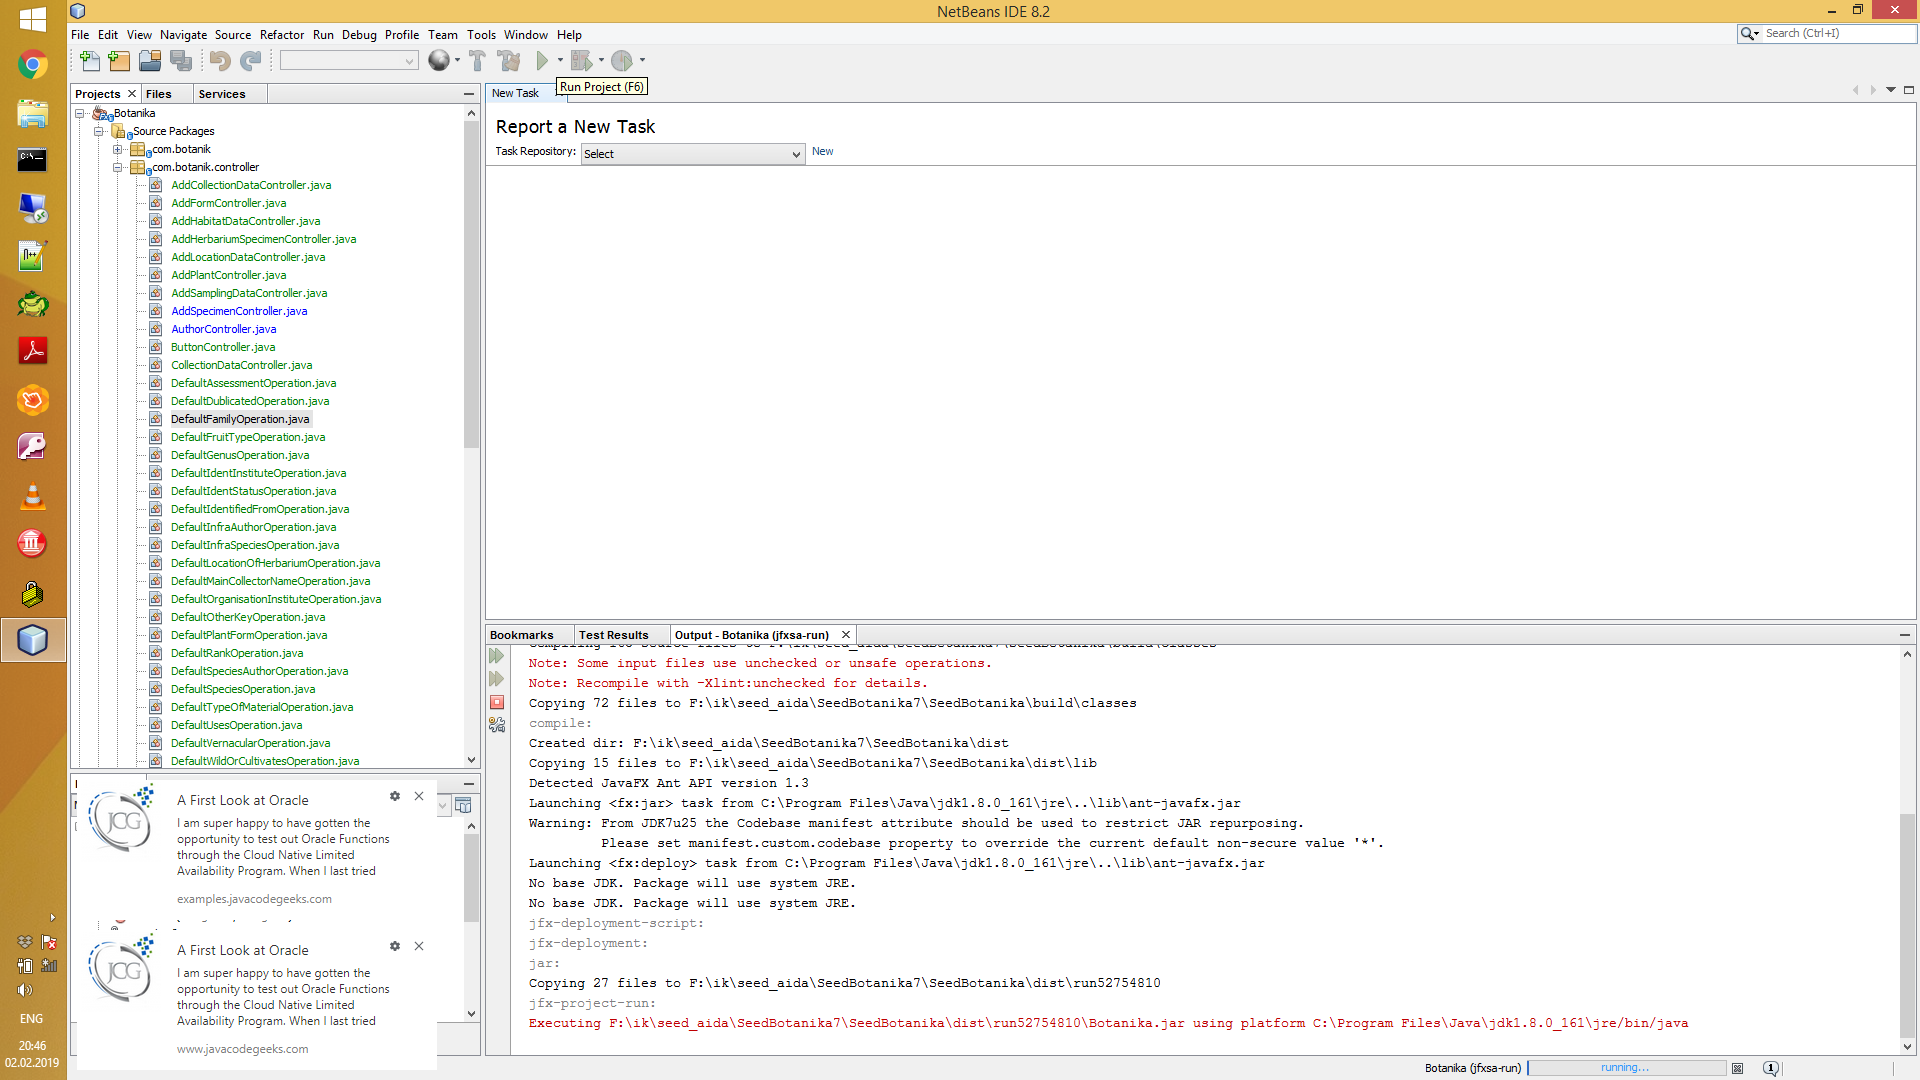 NetBeans IDE 8.2
File Edit View Navigate Source Refactor Run Debug Profile Team Tools Window Help
Search (Ctrl+I)
Run Project (F6)
Projects Files Services
Botanika
Source Packages
com.botanik
com.botanik.controller
AddCollectionDataController.java
AddFormController.java
AddHabitatDataController.java
AddHerbariumSpecimenController.java
AddLocationDataController.java
AddPlantController.java
AddSamplingDataController.java
AddSpecimenController.java
AuthorController.java
ButtonController.java
CollectionDataController.java
DefaultAssessmentOperation.java
DefaultDublicatedOperation.java
DefaultFamilyOperation.java
DefaultFruitTypeOperation.java
DefaultGenusOperation.java
DefaultIdentInstituteOperation.java
DefaultIdentStatusOperation.java
DefaultIdentifiedFromOperation.java
DefaultInfraAuthorOperation.java
DefaultInfraSpeciesOperation.java
DefaultLocationOfHerbariumOperation.java
DefaultMainCollectorNameOperation.java
DefaultOrganisationInstituteOperation.java
DefaultOtherKeyOperation.java
DefaultPlantFormOperation.java
DefaultRankOperation.java
DefaultSpeciesAuthorOperation.java
DefaultSpeciesOperation.java
DefaultTypeOfMaterialOperation.java
DefaultUsesOperation.java
DefaultVernacularOperation.java
DefaultWildOrCultivatesOperation.java
New Task
Report a New Task
Task Repository: Select New
Bookmarks Test Results Output - Botanika (jfxsa-run)
Note: Some input files use unchecked or unsafe operations.
Note: Recompile with -Xlint:unchecked for details.
Copying 72 files to F:\ik\seed_aida\SeedBotanika7\SeedBotanika\build\classes
compile:
Created dir: F:\ik\seed_aida\SeedBotanika7\SeedBotanika\dist
Copying 15 files to F:\ik\seed_aida\SeedBotanika7\SeedBotanika\dist\lib
Detected JavaFX Ant API version 1.3
Launching <fx:jar> task from C:\Program Files\Java\jdk1.8.0_161\jre\..\lib\ant-javafx.jar
Warning: From JDK7u25 the Codebase manifest attribute should be used to restrict JAR repurposing.
Please set manifest.custom.codebase property to override the current default non-secure value '*'.
Launching <fx:deploy> task from C:\Program Files\Java\jdk1.8.0_161\jre\..\lib\ant-javafx.jar
No base JDK. Package will use system JRE.
No base JDK. Package will use system JRE.
jfx-deployment-script:
jfx-deployment:
jar:
Copying 27 files to F:\ik\seed_aida\SeedBotanika7\SeedBotanika\dist\run52754810
jfx-project-run:
Executing F:\ik\seed_aida\SeedBotanika7\SeedBotanika\dist\run52754810\Botanika.jar using platform C:\Program Files\Java\jdk1.8.0_161\jre/bin/java
JCG
A First Look at Oracle
I am super happy to have gotten the
opportunity to test out Oracle Functions
through the Cloud Native Limited
Availability Program. When I last tried
examples.javacodegeeks.com
JCG
A First Look at Oracle
I am super happy to have gotten the
opportunity to test out Oracle Functions
through the Cloud Native Limited
Availability Program. When I last tried
www.javacodegeeks.com
Botanika (jfxsa-run) running... 1
ENG
20:46
02.02.2019